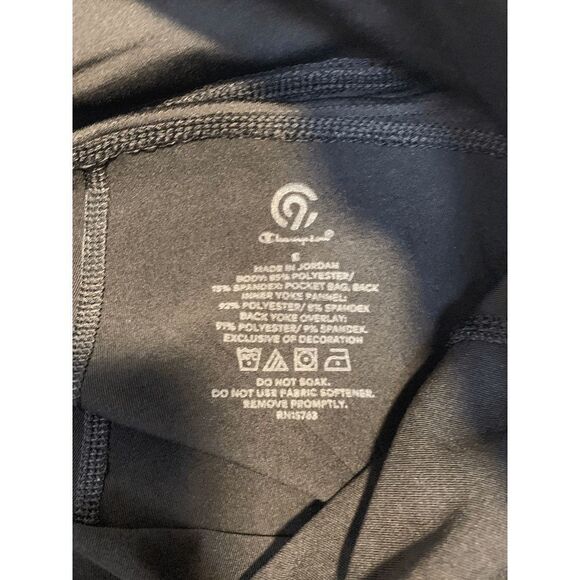 C9
Champion
MADE IN JORDAN
BODY: 85% POLYESTER/
15% SPANDEX: POCKET BAG, BACK
INNER YOKE PANNEL:
92% POLYESTER/ 8% SPANDEX
BACK YOKE OVERLAY:
91% POLYESTER/ 9% SPANDEX.
EXCLUSIVE OF DECORATION
DO NOT SOAK.
DO NOT USE FABRIC SOFTENER.
REMOVE PROMPTLY.
RN15763